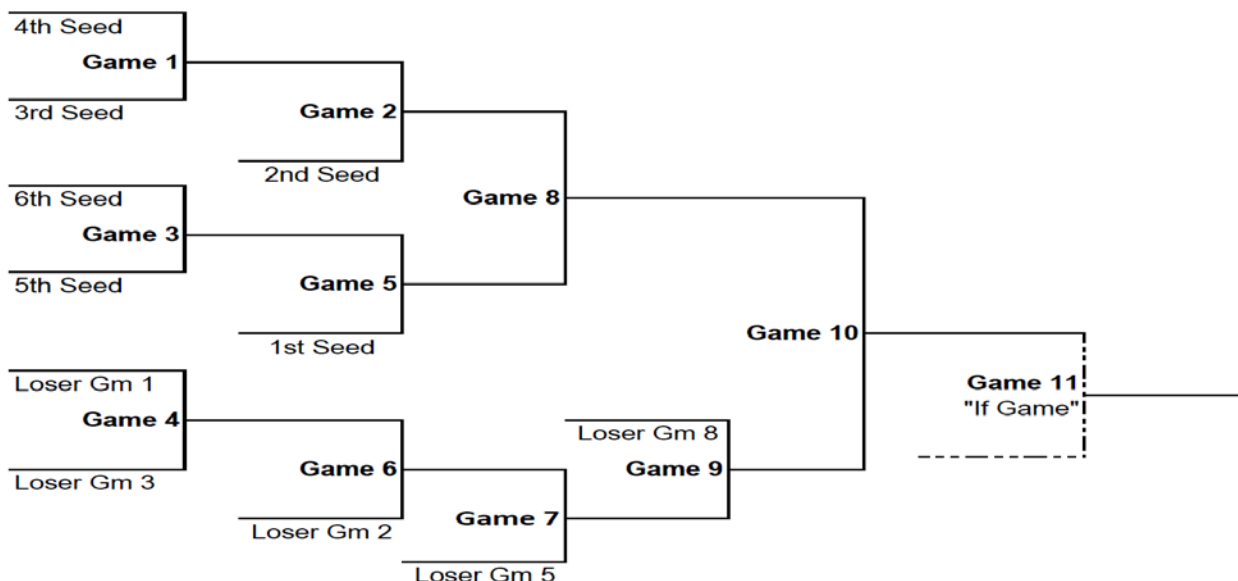 4th Seed
Game 1
3rd Seed
Game 2
2nd Seed
6th Seed
Game 3
5th Seed
Game 5
1st Seed
Game 8
Loser Gm 1
Game 4
Loser Gm 3
Game 6
Loser Gm 2
Game 7
Loser Gm 5
Loser Gm 8
Game 9
Game 10
Game 11
"If Game"